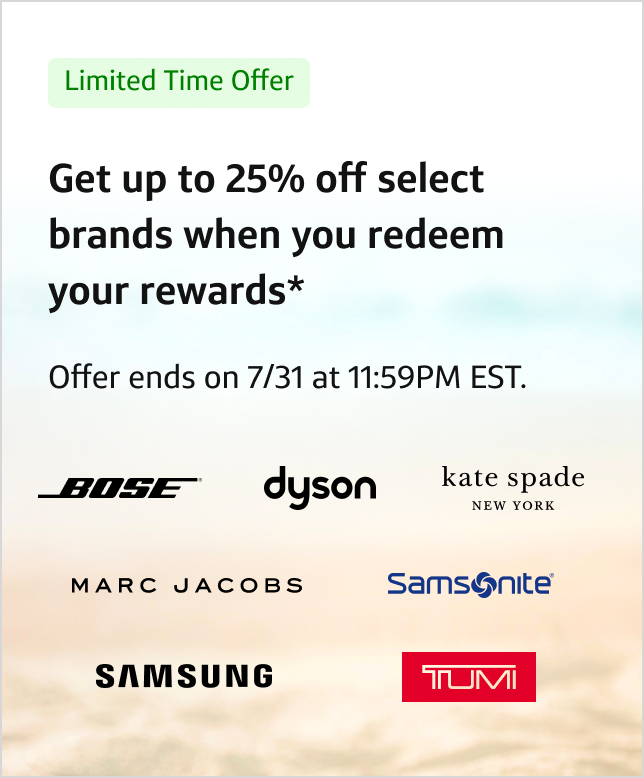 Limited Time Offer
Get up to 25% off select
brands when you redeem
your rewards*
Offer ends on 7/31 at 11:59PM EST.
BOSE® dyson kate spade
NEW YORK
MARC JACOBS Samsonite®
SAMSUNG TUMI